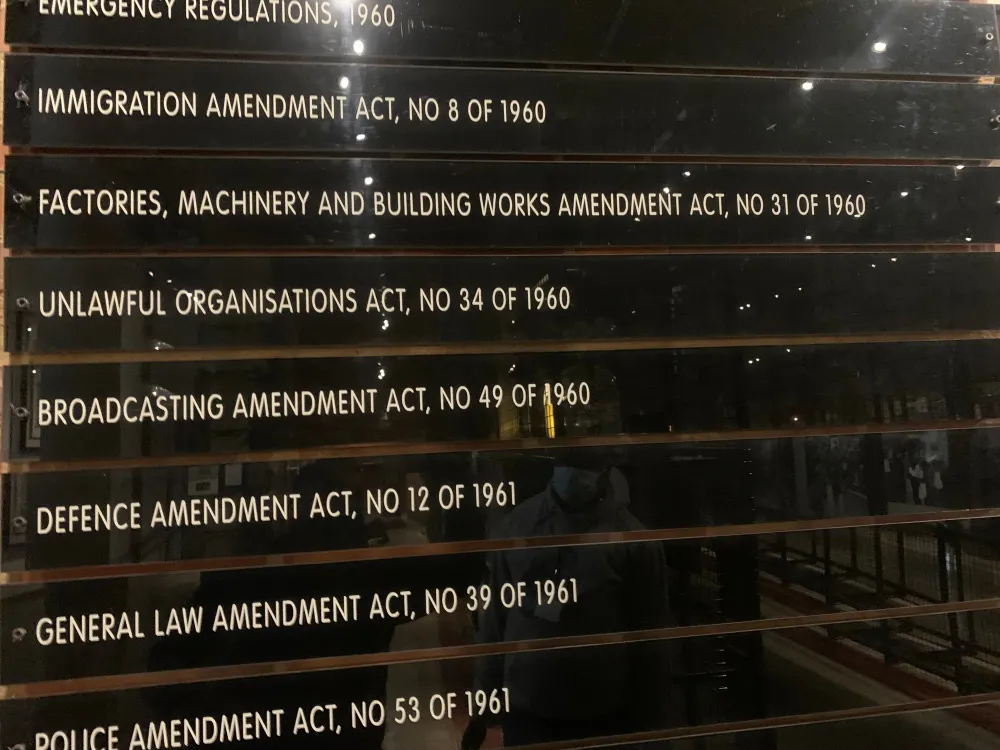 EMERGENCY REGULATIONS, 1960
IMMIGRATION AMENDMENT ACT, NO 8 OF 1960
FACTORIES, MACHINERY AND BUILDING WORKS AMENDMENT ACT, NO 31 OF 1960
UNLAWFUL ORGANISATIONS ACT, NO 34 OF 1960
BROADCASTING AMENDMENT ACT, NO 49 OF 1960
DEFENCE AMENDMENT ACT, NO 12 OF 1961
GENERAL LAW AMENDMENT ACT, NO 39 OF 1961
POLICE AMENDMENT ACT, NO 53 OF 1961